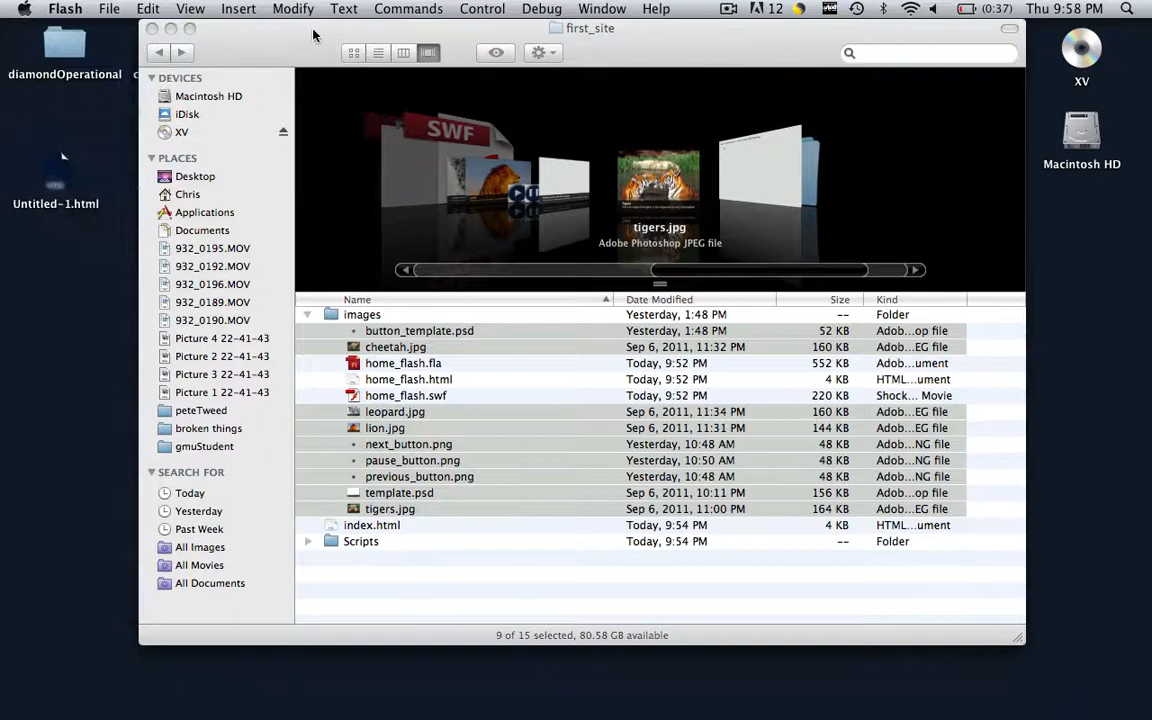 Flash File Edit View Insert Modify Text Commands Control Debug Window Help 12 (0:37) Thu 9:58 PM
first_site
diamondOperational
Untitled-1.html
XV
Macintosh HD
DEVICES
Macintosh HD
iDisk
XV
PLACES
Desktop
Chris
Applications
Documents
932_0195.MOV
932_0192.MOV
932_0196.MOV
932_0189.MOV
932_0190.MOV
Picture 4 22-41-43
Picture 2 22-41-43
Picture 3 22-41-43
Picture 1 22-41-43
peteTweed
broken things
gmuStudent
SEARCH FOR
Today
Yesterday
Past Week
All Images
All Movies
All Documents
SWF
tigers.jpg
Adobe Photoshop JPEG file
Name Date Modified Size Kind
images Yesterday, 1:48 PM -- Folder
button_template.psd Yesterday, 1:48 PM 52 KB Adob...op file
cheetah.jpg Sep 6, 2011, 11:32 PM 160 KB Adob...EG file
home_flash.fla Today, 9:52 PM 552 KB Adob...ument
home_flash.html Today, 9:52 PM 4 KB HTML...ument
home_flash.swf Today, 9:52 PM 220 KB Shock... Movie
leopard.jpg Sep 6, 2011, 11:34 PM 160 KB Adob...EG file
lion.jpg Sep 6, 2011, 11:31 PM 144 KB Adob...EG file
next_button.png Yesterday, 10:48 AM 48 KB Adob...NG file
pause_button.png Yesterday, 10:50 AM 48 KB Adob...NG file
previous_button.png Yesterday, 10:48 AM 48 KB Adob...NG file
template.psd Sep 6, 2011, 10:11 PM 156 KB Adob...op file
tigers.jpg Sep 6, 2011, 11:00 PM 164 KB Adob...EG file
index.html Today, 9:54 PM 4 KB HTML...ument
Scripts Today, 9:54 PM -- Folder
9 of 15 selected, 80.58 GB available